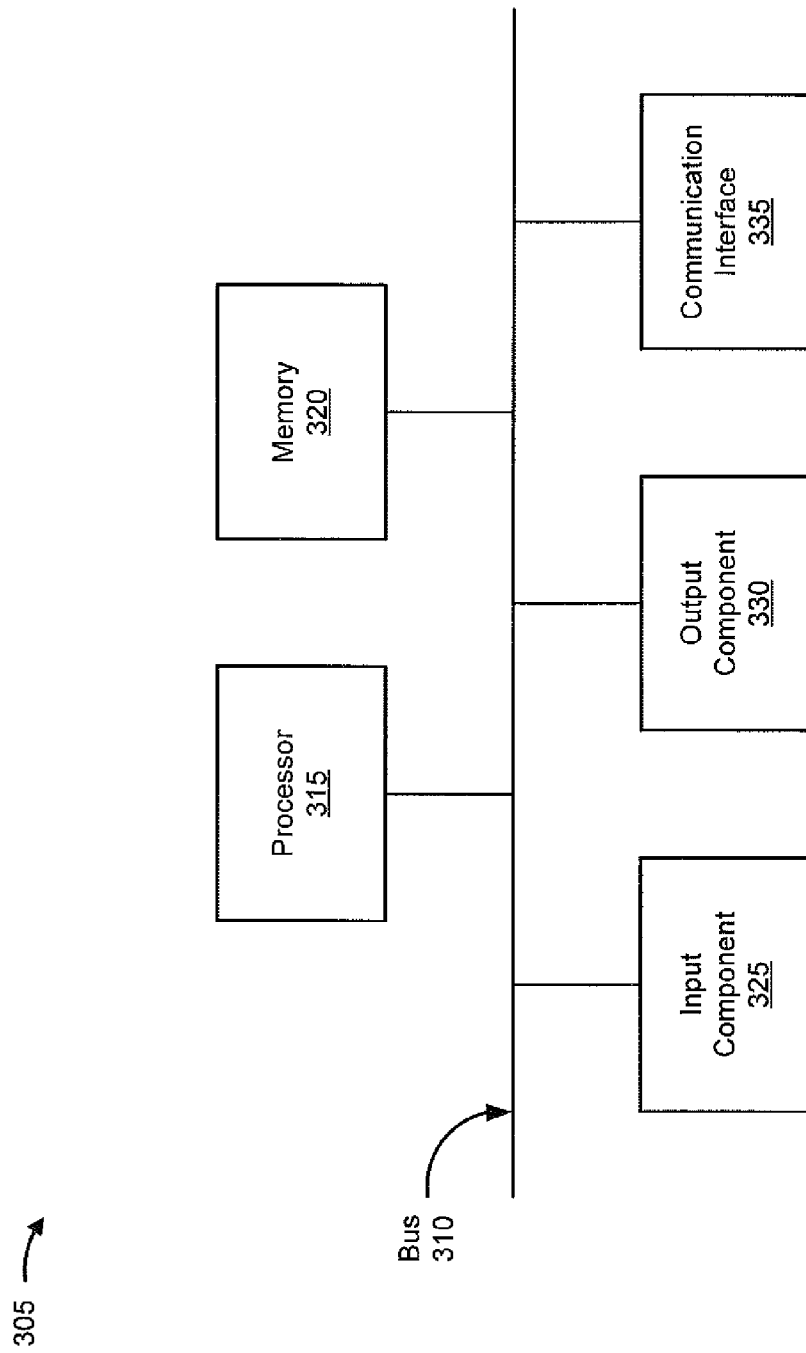 305
Bus
310
Processor
315
Memory
320
Input
Component
325
Output
Component
330
Communication
Interface
335